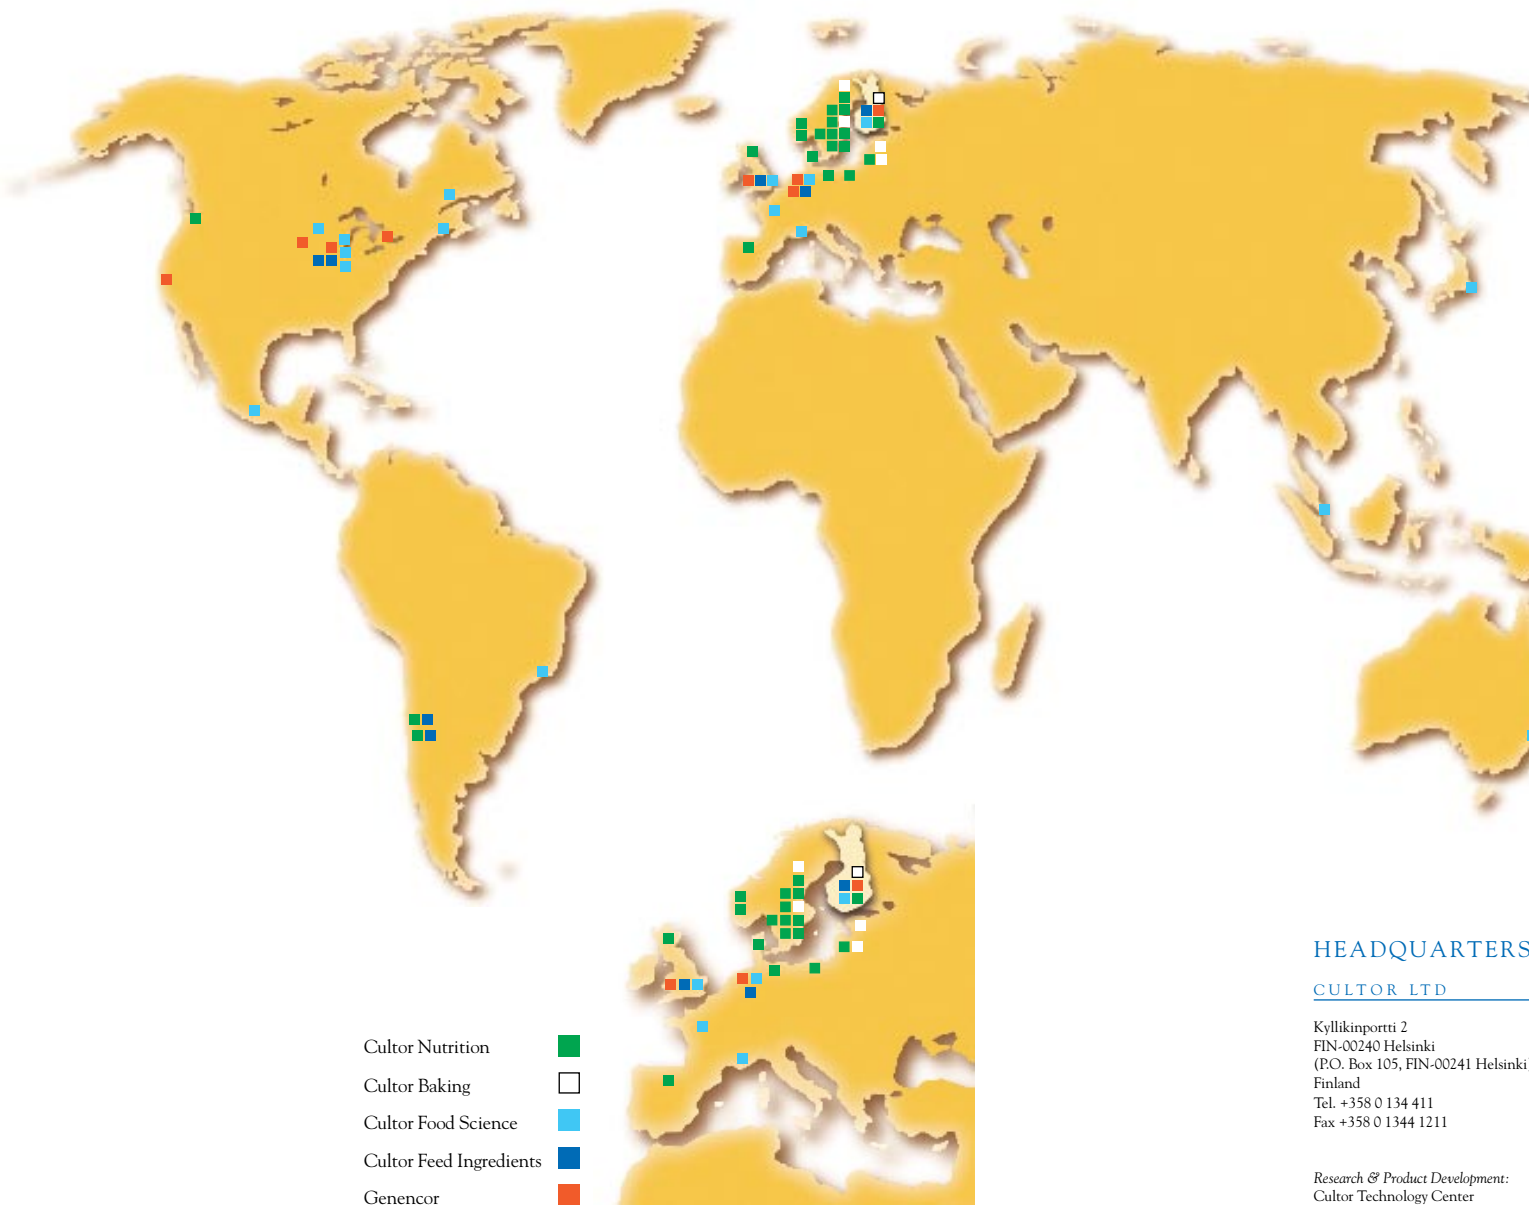 Cultor Nutrition
Cultor Baking
Cultor Food Science
Cultor Feed Ingredients
Genencor
HEADQUARTERS
CULTOR LTD
Kyllikinportti 2
FIN-00240 Helsinki
(P.O. Box 105, FIN-00241 Helsinki)
Finland
Tel. +358 0 134 411
Fax +358 0 1344 1211
Research & Product Development:
Cultor Technology Center